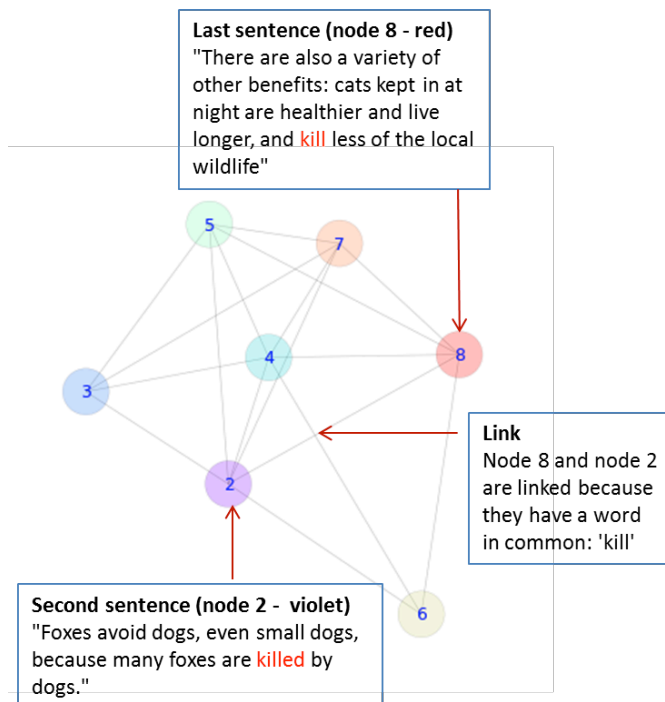 Last sentence (node 8 - red)
"There are also a variety of
other benefits: cats kept in at
night are healthier and live
longer, and kill less of the local
wildlife"
5
7
4
8
3
2
Link
Node 8 and node 2
are linked because
they have a word
in common: 'kill'
6
Second sentence (node 2 - violet)
"Foxes avoid dogs, even small dogs,
because many foxes are killed by
dogs."